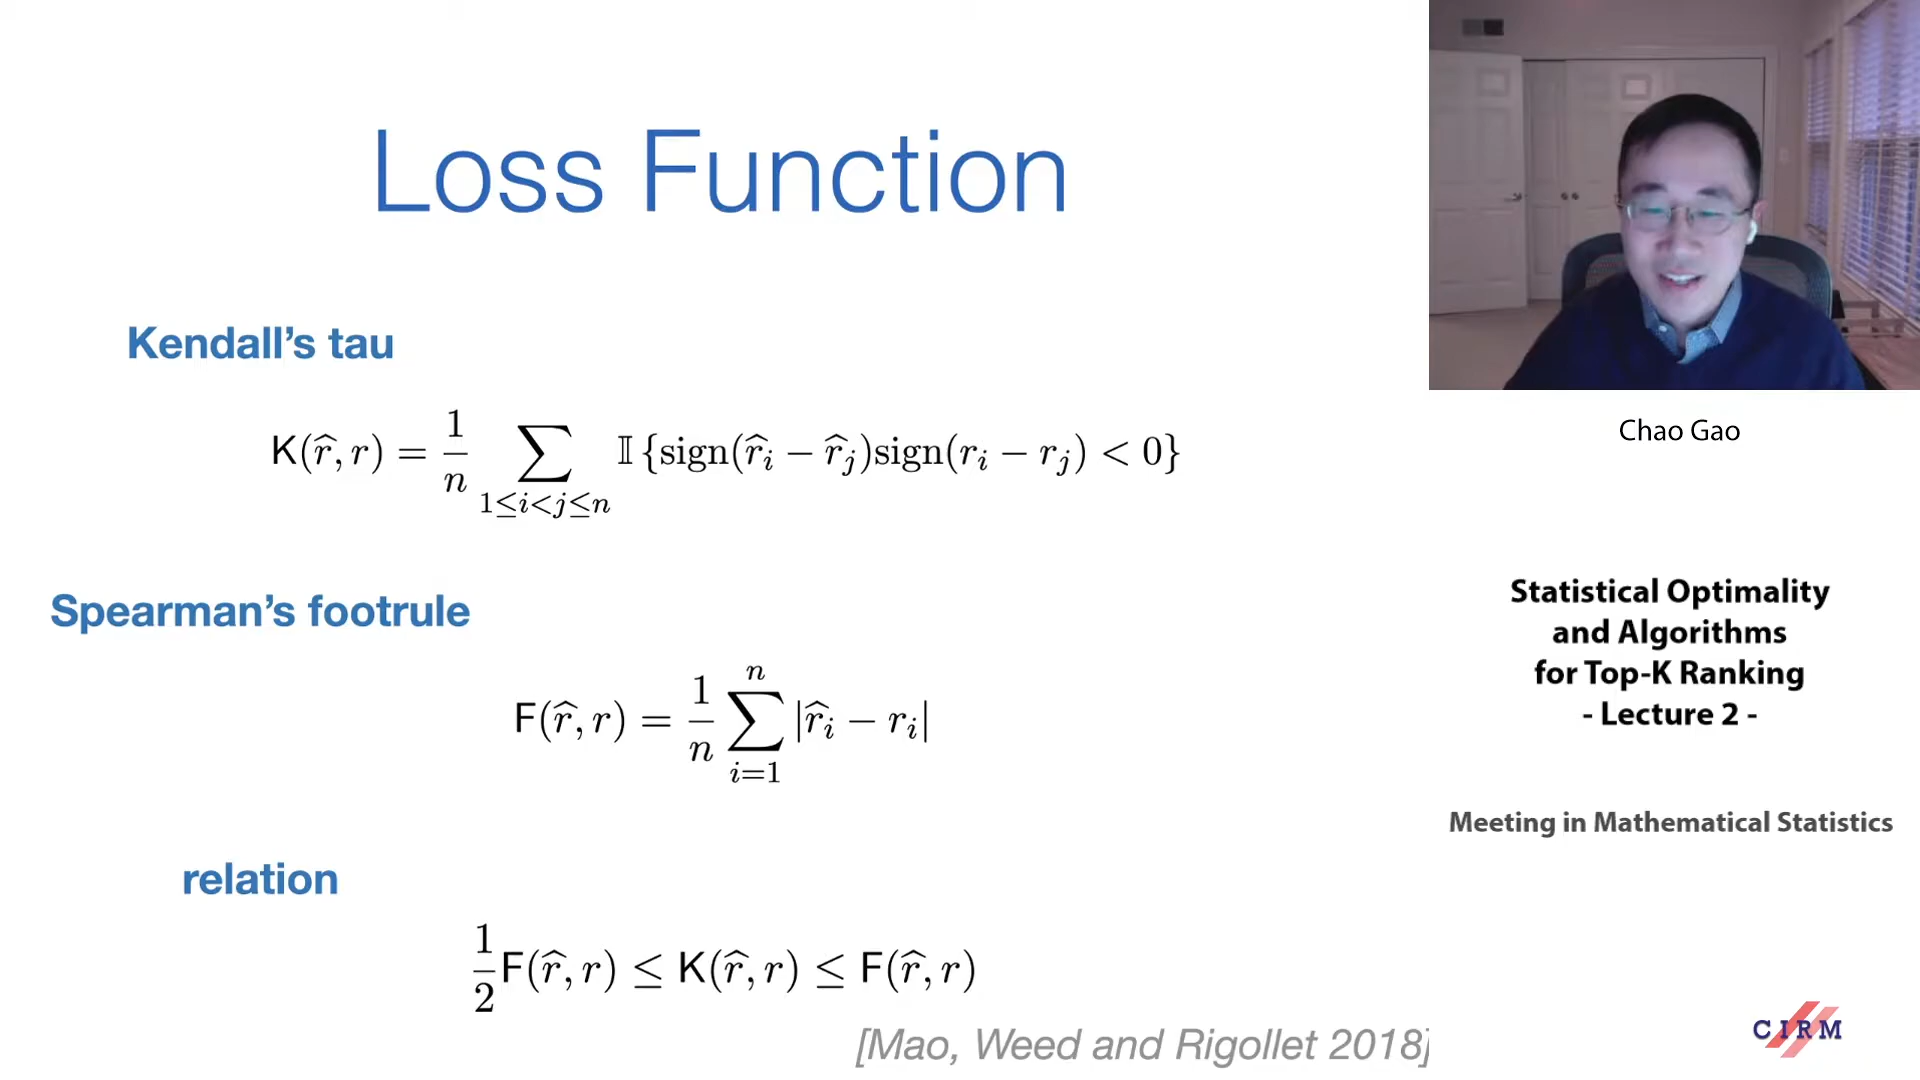 Loss Function
Kendall's tau
K(r̂, r) = 1/n ∑_{1≤i<j≤n} 𝕀{sign(r̂_i − r̂_j)sign(r_i − r_j) < 0}
Spearman's footrule
F(r̂, r) = 1/n ∑_{i=1}^{n} |r̂_i − r_i|
relation
1/2 F(r̂, r) ≤ K(r̂, r) ≤ F(r̂, r)
[Mao, Weed and Rigollet 2018]
Chao Gao
Statistical Optimality
and Algorithms
for Top-K Ranking
- Lecture 2 -
Meeting in Mathematical Statistics
CIRM